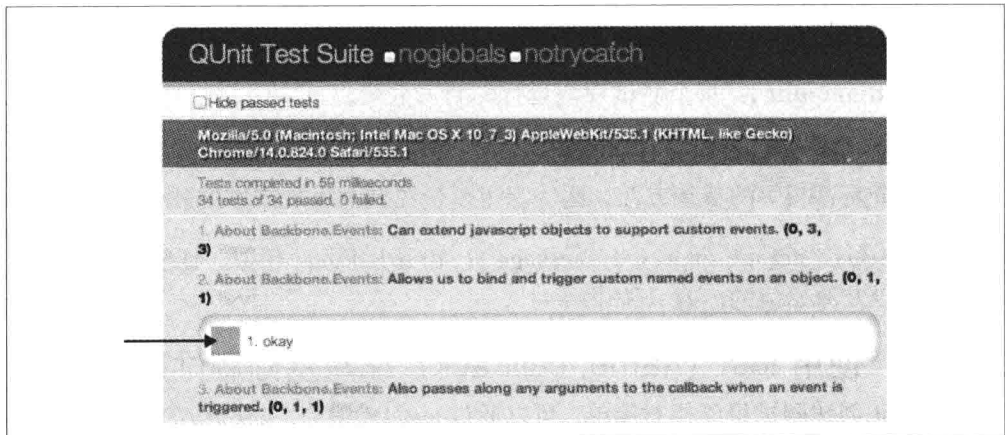 QUnit Test Suite noglobals notrycatch
Hide passed tests
Mozilla/5.0 (Macintosh; Intel Mac OS X 10_7_3) AppleWebKit/535.1 (KHTML, like Gecko)
Chrome/14.0.824.0 Safari/535.1
Tests completed in 59 milliseconds.
34 tests of 34 passed, 0 failed.
1. About Backbone.Events: Can extend javascript objects to support custom events. (0, 3,
3)
2. About Backbone.Events: Allows us to bind and trigger custom named events on an object. (0, 1,
1)
1. okay
3. About Backbone.Events: Also passes along any arguments to the callback when an event is
triggered. (0, 1, 1)